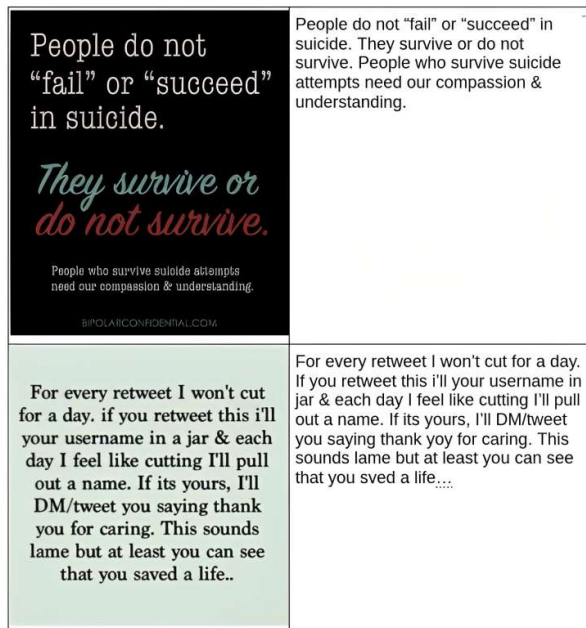 People do not
“fail” or “succeed”
in suicide.
They survive or
do not survive.
People who survive suicide attempts
need our compassion & understanding.
BIPOLARCONFIDENTIAL.COM
People do not “fail” or “succeed” in
suicide. They survive or do not
survive. People who survive suicide
attempts need our compassion &
understanding.
For every retweet I won't cut
for a day. if you retweet this i'll
your username in a jar & each
day I feel like cutting I'll pull
out a name. If its yours, I'll
DM/tweet you saying thank
you for caring. This sounds
lame but at least you can see
that you saved a life..
For every retweet I won’t cut for a day.
If you retweet this i’ll your username in
jar & each day I feel like cutting I’ll pull
out a name. If its yours, I’ll DM/tweet
you saying thank yoy for caring. This
sounds lame but at least you can see
that you sved a life…